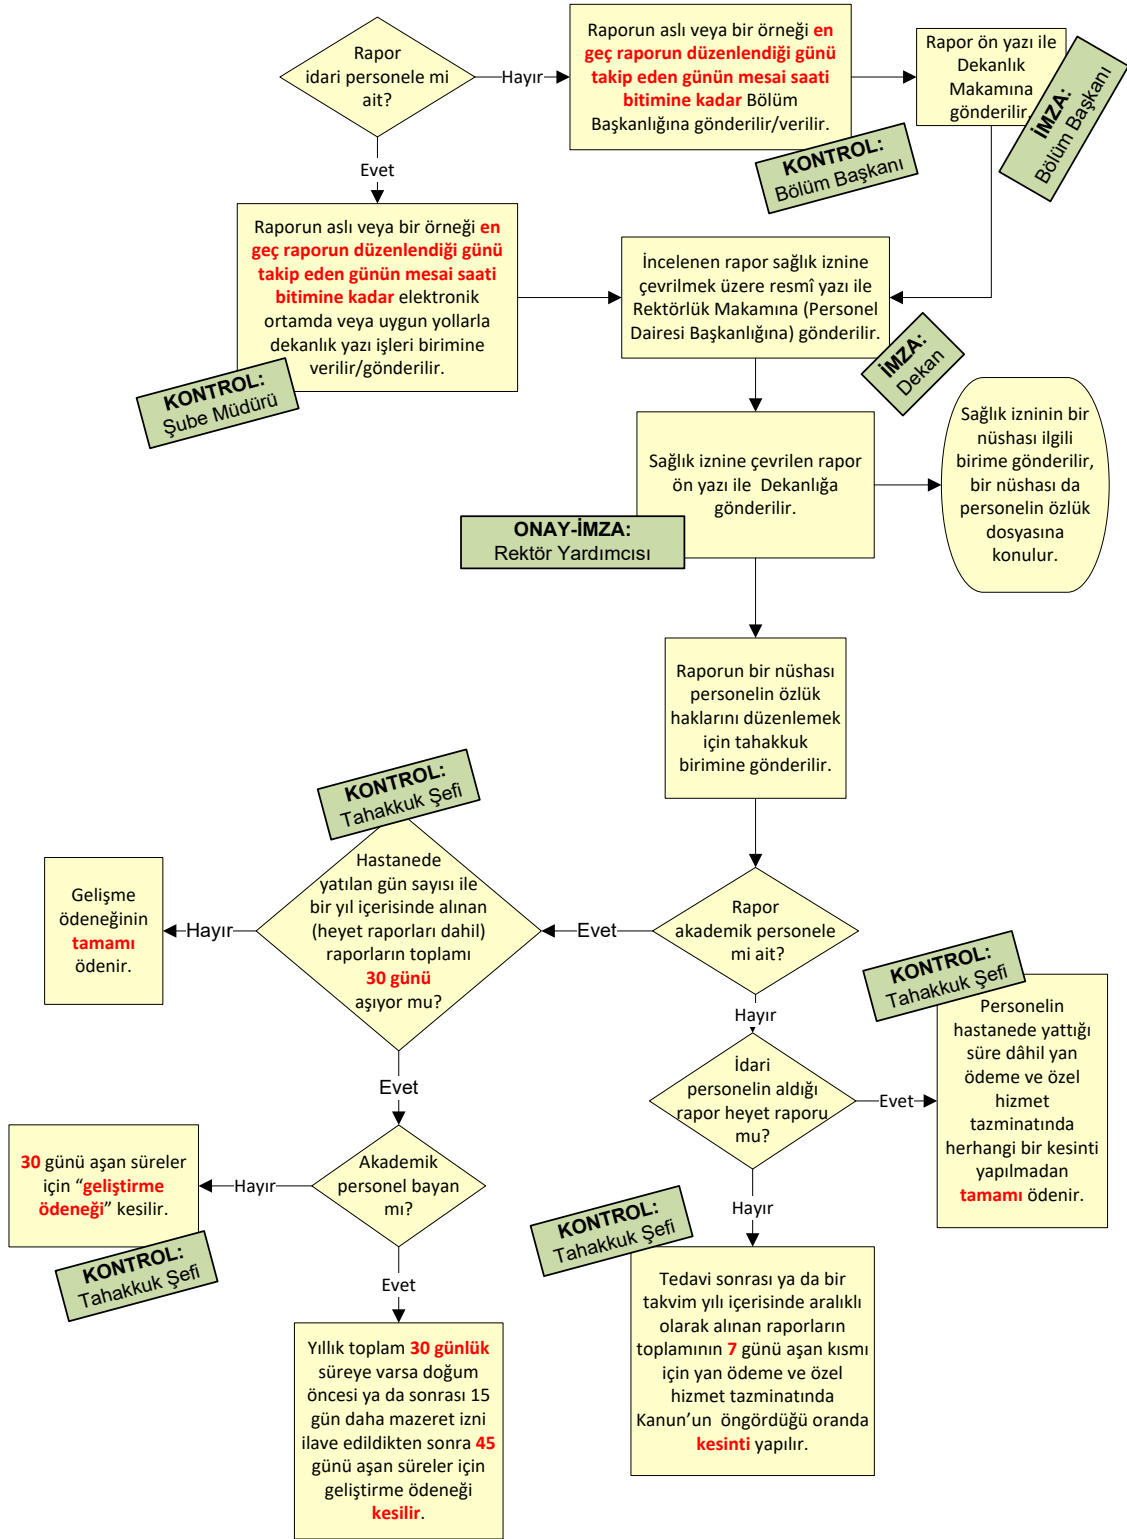 Rapor
idari personele mi
ait?
Hayır
Raporun aslı veya bir örneği en
geç raporun düzenlendiği günü
takip eden günün mesai saati
bitimine kadar Bölüm
Başkanlığına gönderilir/verilir.
KONTROL:
Bölüm Başkanı
Rapor ön yazı ile
Dekanlık
Makamına
gönderilir.
İMZA:
Bölüm Başkanı
Evet
Raporun aslı veya bir örneği en
geç raporun düzenlendiği günü
takip eden günün mesai saati
bitimine kadar elektronik
ortamda veya uygun yollarla
dekanlık yazı işleri birimine
verilir/gönderilir.
KONTROL:
Şube Müdürü
İncelenen rapor sağlık iznine
çevrilmek üzere resmî yazı ile
Rektörlük Makamına (Personel
Dairesi Başkanlığına) gönderilir.
İMZA:
Dekan
Sağlık iznine çevrilen rapor
ön yazı ile  Dekanlığa
gönderilir.
ONAY-İMZA:
Rektör Yardımcısı
Sağlık izninin bir
nüshası ilgili
birime gönderilir,
bir nüshası da
personelin özlük
dosyasına
konulur.
Raporun bir nüshası
personelin özlük
haklarını düzenlemek
için tahakkuk
birimine gönderilir.
KONTROL:
Tahakkuk Şefi
Hastanede
yatılan gün sayısı ile
bir yıl içerisinde alınan
(heyet raporları dahil)
raporların toplamı
30 günü
aşıyor mu?
Hayır
Gelişme
ödeneğinin
tamamı
ödenir.
Evet
Rapor
akademik personele
mi ait?
Hayır
İdari
personelin aldığı
rapor heyet raporu
mu?
Evet
KONTROL:
Tahakkuk Şefi
Personelin
hastanede yattığı
süre dâhil yan
ödeme ve özel
hizmet
tazminatında
herhangi bir kesinti
yapılmadan
tamamı ödenir.
Evet
Akademik
personel bayan
mı?
Hayır
30 günü aşan süreler
için “geliştirme
ödeneği” kesilir.
KONTROL:
Tahakkuk Şefi
Evet
Yıllık toplam 30 günlük
süreye varsa doğum
öncesi ya da sonrası 15
gün daha mazeret izni
ilave edildikten sonra 45
günü aşan süreler için
geliştirme ödeneği
kesilir.
Hayır
KONTROL:
Tahakkuk Şefi
Tedavi sonrası ya da bir
takvim yılı içerisinde aralıklı
olarak alınan raporların
toplamının 7 günü aşan kısmı
için yan ödeme ve özel
hizmet tazminatında
Kanun’un  öngördüğü oranda
kesinti yapılır.